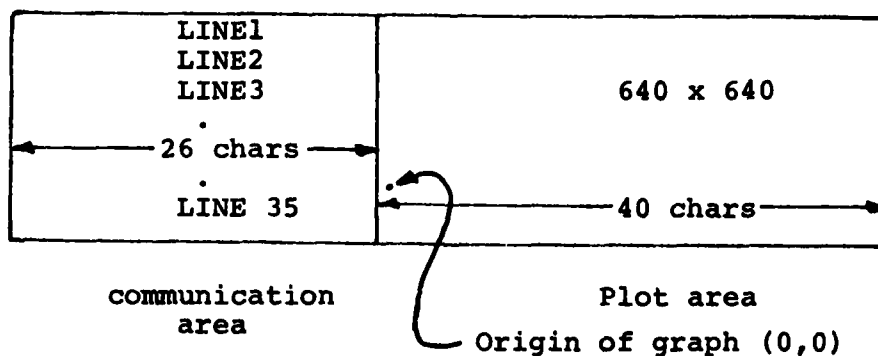 LINE1
LINE2
LINE3
640 x 640
.
26 chars
.
LINE 35
40 chars
communication
area
Plot area
Origin of graph (0,0)